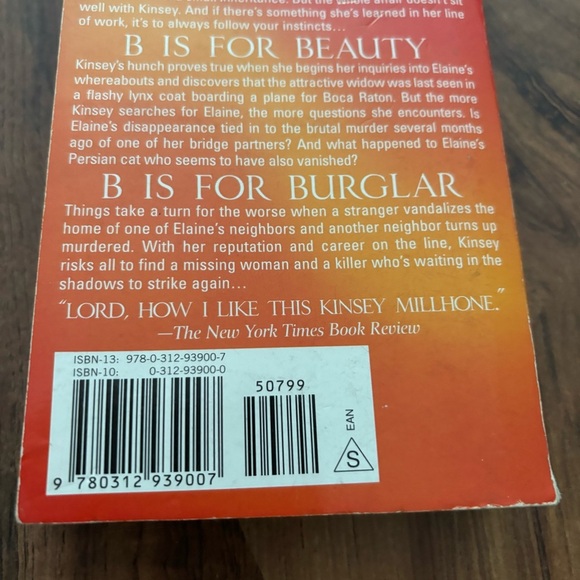 well with Kinsey. And if there's something she's learned in her line
of work, it's to always follow your instincts...
B IS FOR BEAUTY
Kinsey's hunch proves true when she begins her inquiries into Elaine's
whereabouts and discovers that the attractive widow was last seen in
a flashy lynx coat boarding a plane for Boca Raton. But the more
Kinsey searches for Elaine, the more questions she encounters. Is
Elaine's disappearance tied in to the brutal murder several months
ago of one of her bridge partners? And what happened to Elaine's
Persian cat who seems to have also vanished?
B IS FOR BURGLAR
Things take a turn for the worse when a stranger vandalizes the
home of one of Elaine's neighbors and another neighbor turns up
murdered. With her reputation and career on the line, Kinsey
risks all to find a missing woman and a killer who's waiting in the
shadows to strike again...
"LORD, HOW I LIKE THIS KINSEY MILLHONE."
—The New York Times Book Review
ISBN-13: 978-0-312-93900-7
ISBN-10: 0-312-93900-0
50799
EAN
S
9 780312 939007